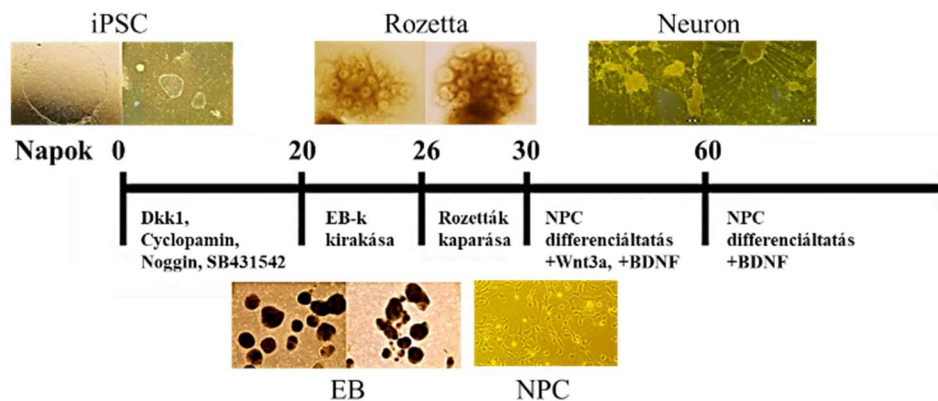 iPSC
Rozetta
Neuron
Napok 0 20 26 30 60
Dkk1,
Cyclopamin,
Noggin, SB431542
EB-k
kirakása
Rozetták
kaparása
NPC
differenciáltatás
+Wnt3a, +BDNF
NPC
differenciáltatás
+BDNF
EB
NPC